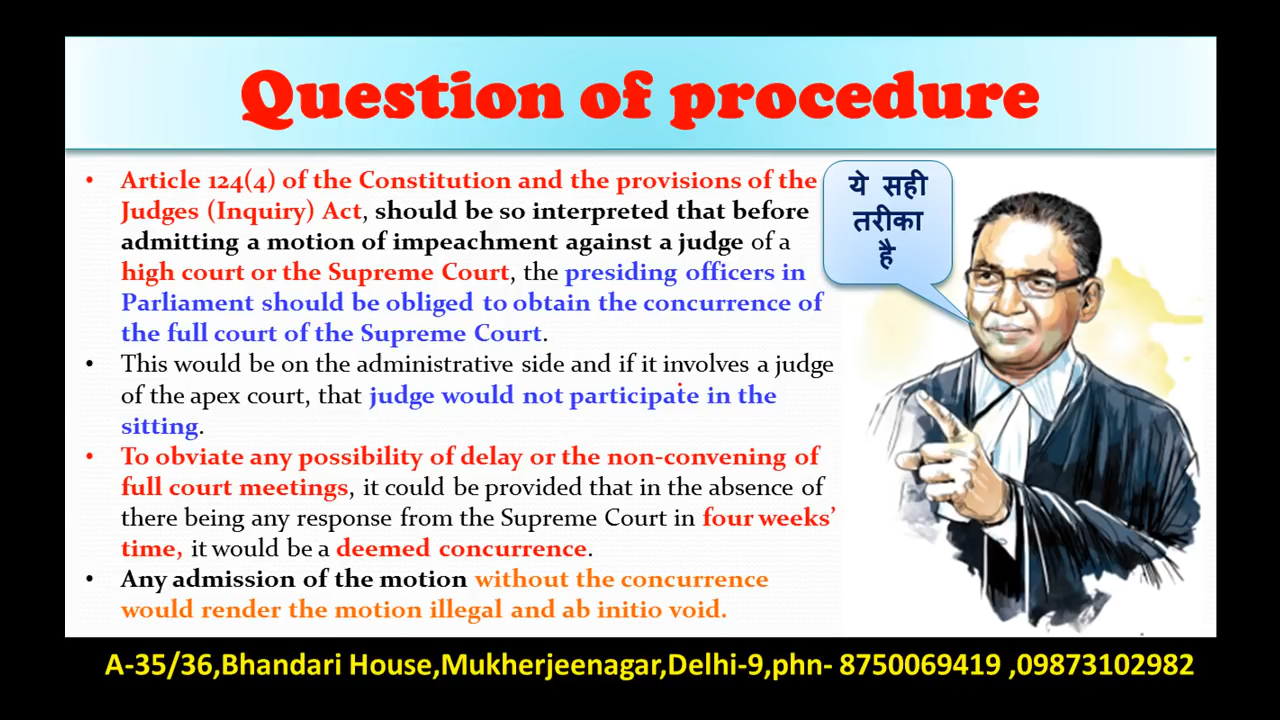 Question of procedure
• Article 124(4) of the Constitution and the provisions of the
Judges (Inquiry) Act, should be so interpreted that before
admitting a motion of impeachment against a judge of a
high court or the Supreme Court, the presiding officers in
Parliament should be obliged to obtain the concurrence of
the full court of the Supreme Court.
• This would be on the administrative side and if it involves a judge
of the apex court, that judge would not participate in the
sitting.
• To obviate any possibility of delay or the non-convening of
full court meetings, it could be provided that in the absence of
there being any response from the Supreme Court in four weeks’
time, it would be a deemed concurrence.
• Any admission of the motion without the concurrence
would render the motion illegal and ab initio void.
ये सही
तरीका
है
A-35/36,Bhandari House,Mukherjeenagar,Delhi-9,phn- 8750069419 ,09873102982